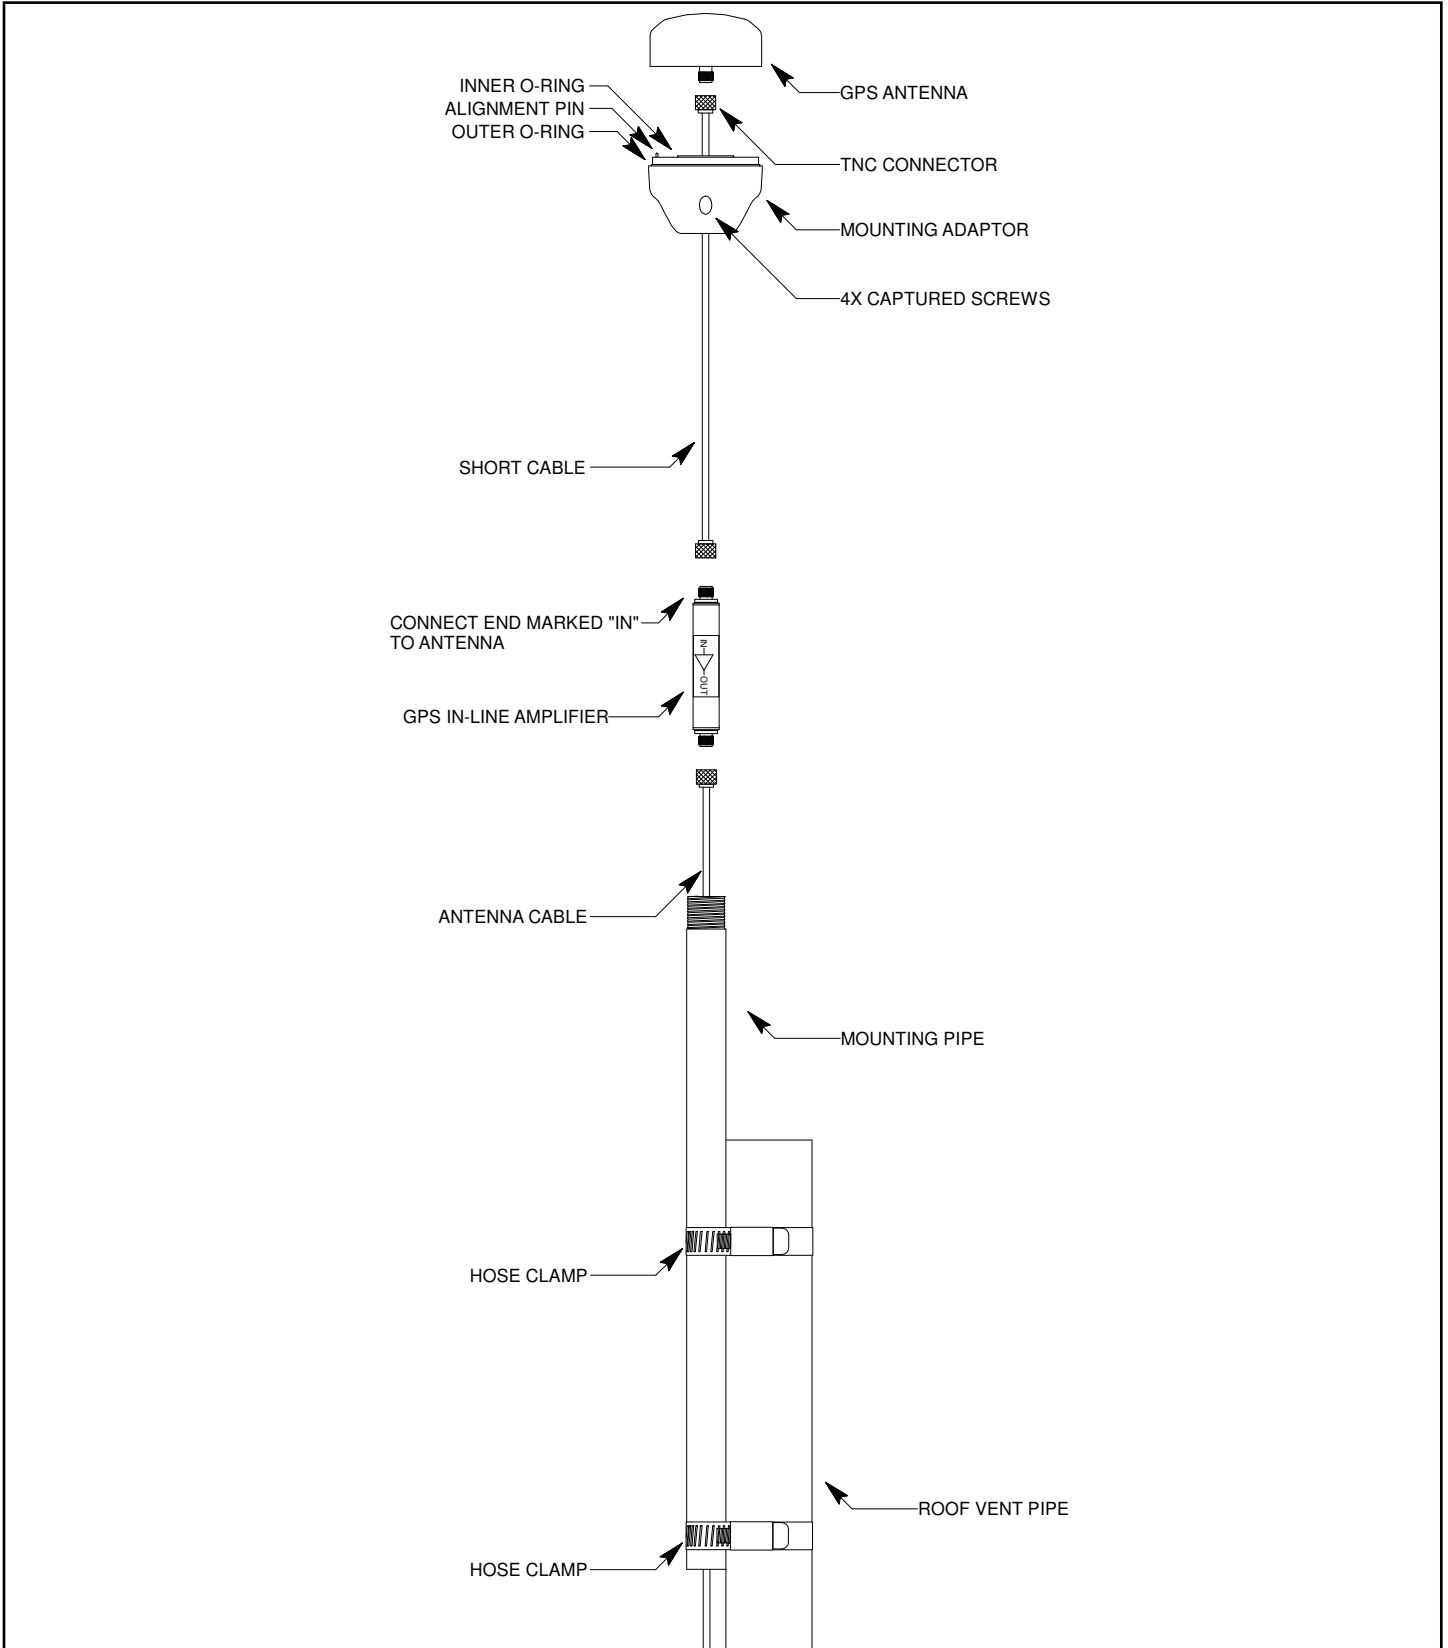 INNER O-RING
ALIGNMENT PIN
OUTER O-RING
GPS ANTENNA
TNC CONNECTOR
MOUNTING ADAPTOR
4X CAPTURED SCREWS
SHORT CABLE
CONNECT END MARKED "IN"
TO ANTENNA
IN
OUT
GPS IN-LINE AMPLIFIER
ANTENNA CABLE
MOUNTING PIPE
HOSE CLAMP
ROOF VENT PIPE
HOSE CLAMP